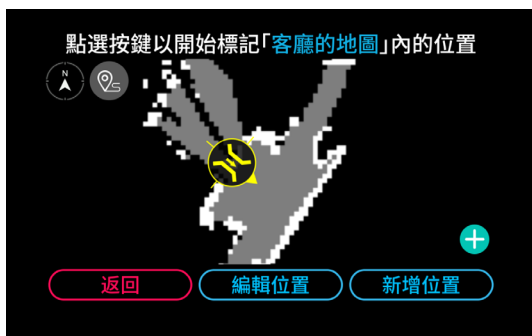 點選按鍵以開始標記「客廳的地圖」內的位置
N
返回
編輯位置
新增位置